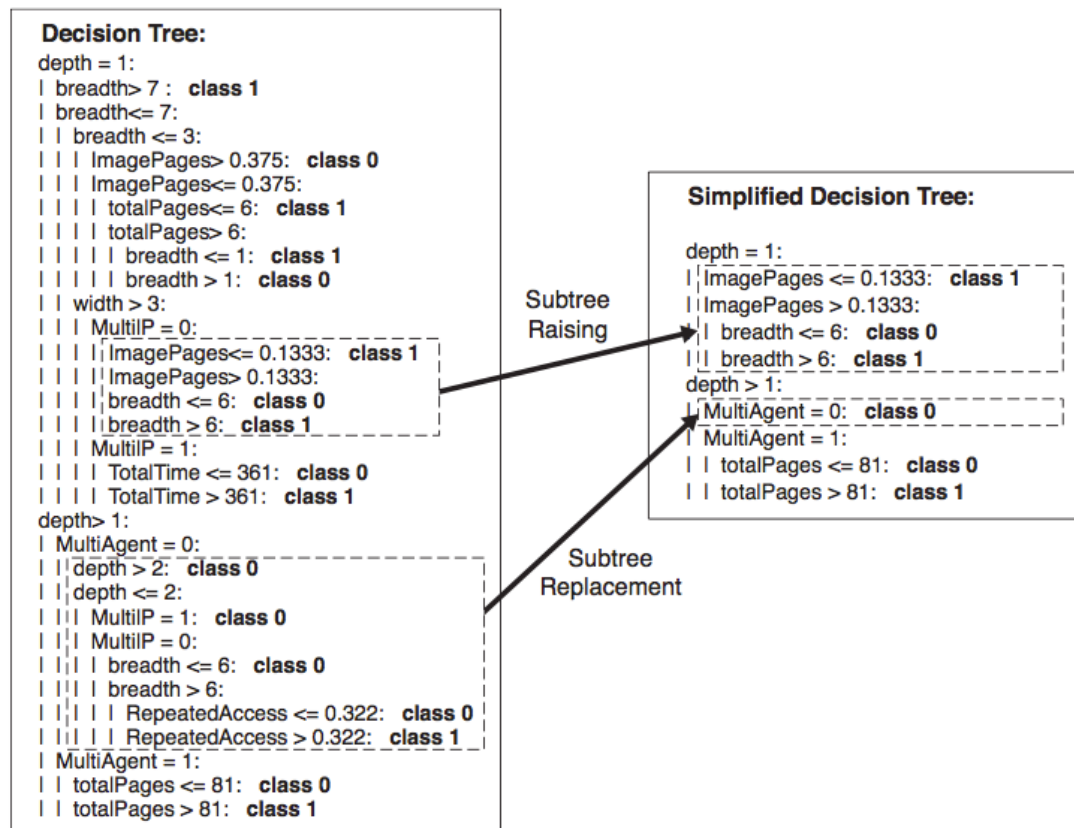 Decision Tree:
depth = 1:
| breadth> 7 : class 1
| breadth<= 7:
| | breadth <= 3:
| | | ImagePages> 0.375: class 0
| | | ImagePages<= 0.375:
| | | | totalPages<= 6: class 1
| | | | totalPages> 6:
| | | | | breadth <= 1: class 1
| | | | | breadth > 1: class 0
| | width > 3:
| | | MultiIP = 0:
| | | | ImagePages<= 0.1333: class 1
| | | | ImagePages> 0.1333:
| | | | breadth <= 6: class 0
| | | | breadth > 6: class 1
| | | MultiIP = 1:
| | | | TotalTime <= 361: class 0
| | | | TotalTime > 361: class 1
depth> 1:
| MultiAgent = 0:
| | depth > 2: class 0
| | depth <= 2:
| | | MultiIP = 1: class 0
| | | MultiIP = 0:
| | | | breadth <= 6: class 0
| | | | breadth > 6:
| | | | | RepeatedAccess <= 0.322: class 0
| | | | | RepeatedAccess > 0.322: class 1
| MultiAgent = 1:
| | totalPages <= 81: class 0
| | totalPages > 81: class 1
Subtree
Raising
Subtree
Replacement
Simplified Decision Tree:
depth = 1:
| ImagePages <= 0.1333: class 1
| ImagePages > 0.1333:
| | breadth <= 6: class 0
| | breadth > 6: class 1
depth > 1:
| MultiAgent = 0: class 0
| MultiAgent = 1:
| | totalPages <= 81: class 0
| | totalPages > 81: class 1